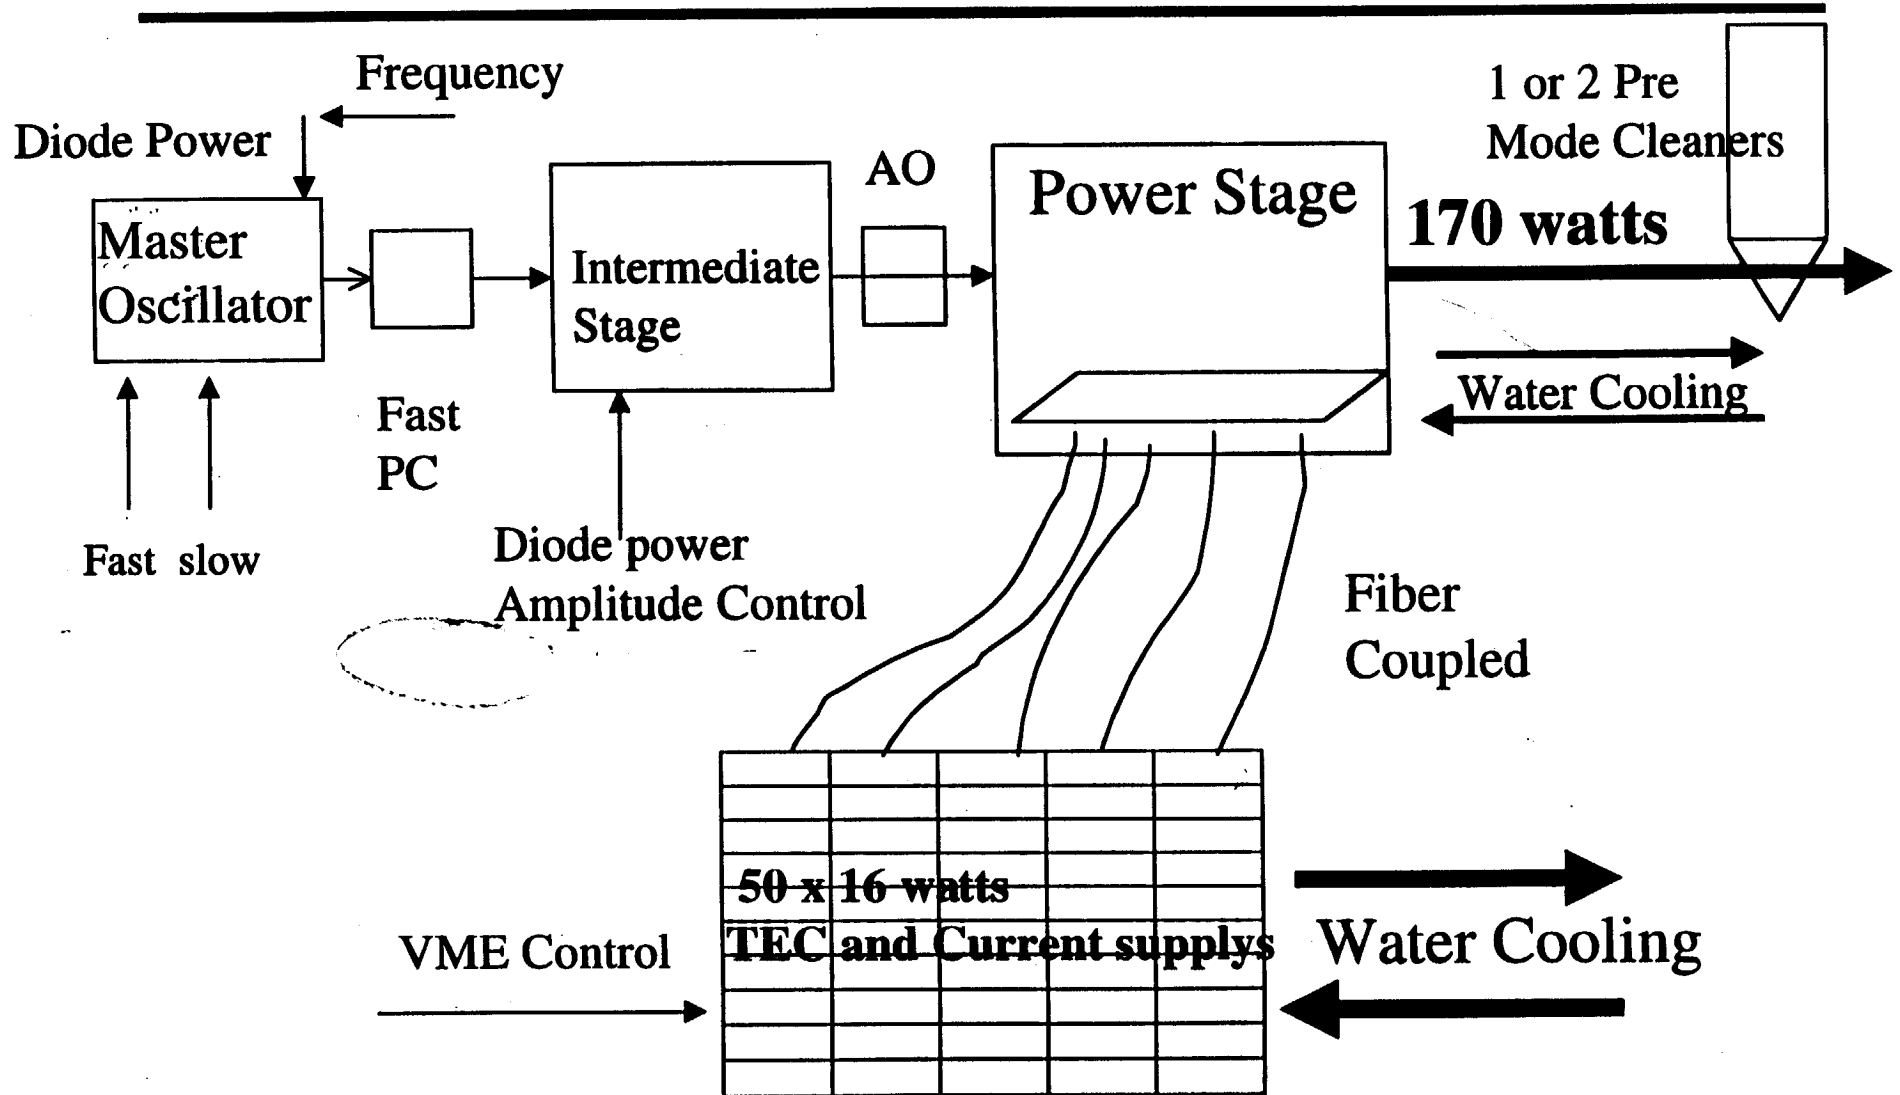 Frequency
Diode Power
1 or 2 Pre
Mode Cleaners
AO
Power Stage
170 watts
Master
Oscillator
Intermediate
Stage
Water Cooling
Fast
PC
Fast slow
Diode power
Amplitude Control
Fiber
Coupled
50 x 16 watts
TEC and Current supplys
VME Control
Water Cooling